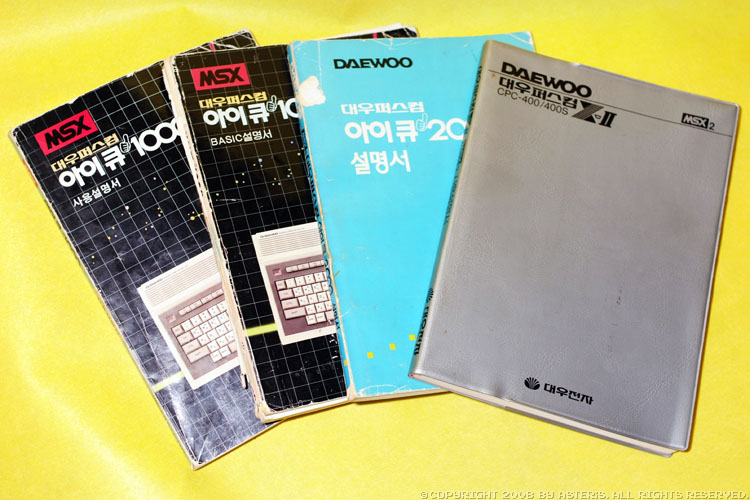 MSX
대우퍼스컴
아이큐1000
사용설명서
MSX
대우퍼스컴
아이큐10
BASIC설명서
DAEWOO
대우퍼스컴
아이큐20
설명서
DAEWOO
대우퍼스컴
CPC-400/400S
X-II
MSX 2
대우전자
©COPYRIGHT 2008 BY ASTERIS. ALL RIGHTS RESERVED.